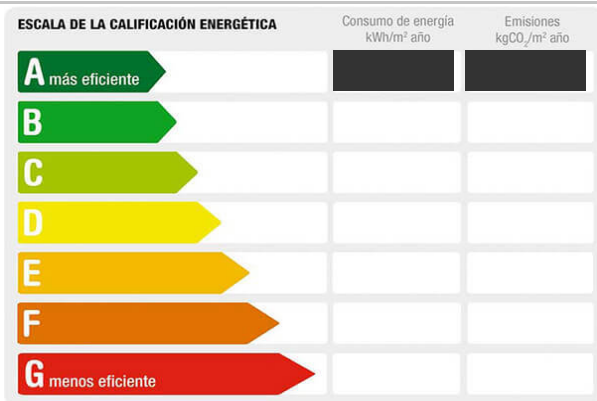 ESCALA DE LA CALIFICACIÓN ENERGÉTICA
Consumo de energía
kWh/m² año
Emisiones
kgCO₂/m² año
A más eficiente
B
C
D
E
F
G menos eficiente